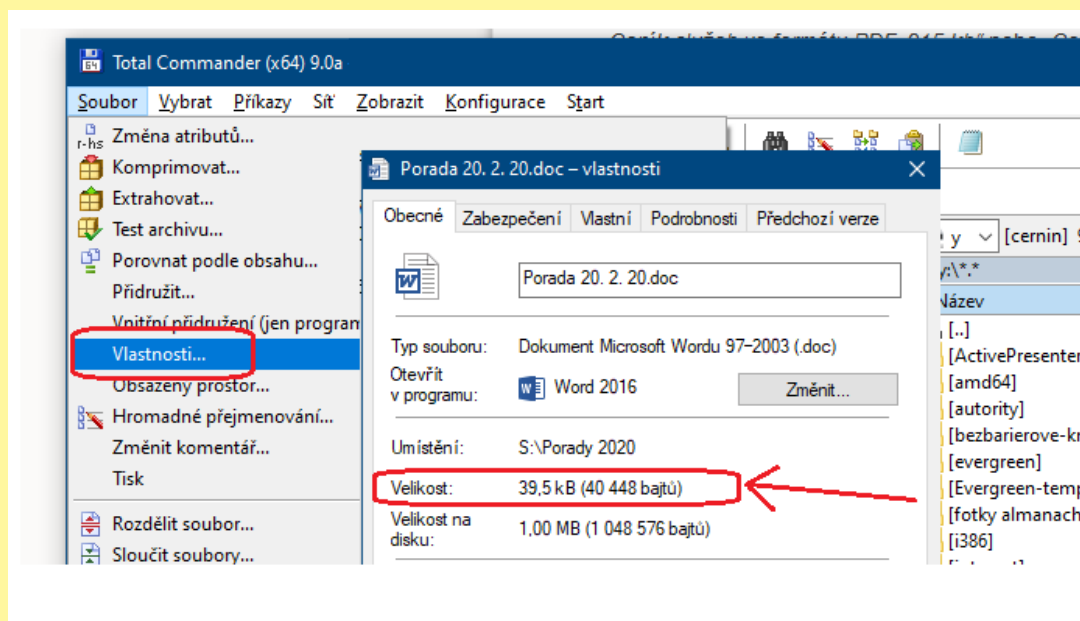 Total Commander (x64) 9.0a
Soubor Vybrat Příkazy Síť Zobrazit Konfigurace Start
Změna atributů...
Komprimovat...
Extrahovat...
Test archivu...
Porovnat podle obsahu...
Přidružit...
Vnitřní přidružení (jen program
Vlastnosti...
Obsazený prostor...
Hromadné přejmenování...
Změnit komentář...
Tisk
Rozdělit soubor...
Sloučit soubory...
Porada 20. 2. 20.doc – vlastnosti
Obecné Zabezpečení Vlastní Podrobnosti Předchozí verze
Porada 20. 2. 20.doc
Typ souboru: Dokument Microsoft Wordu 97–2003 (.doc)
Otevřít
v programu: Word 2016 Změnit...
Umístění: S:\Porady 2020
Velikost: 39,5 kB (40 448 bajtů)
Velikost na
disku: 1,00 MB (1 048 576 bajtů)
y [cernin]
y:\*.*
Název
[..]
[ActivePresenter
[amd64]
[autority]
[bezbarierove-kn
[evergreen]
[Evergreen-temp
[fotky almanach
[i386]